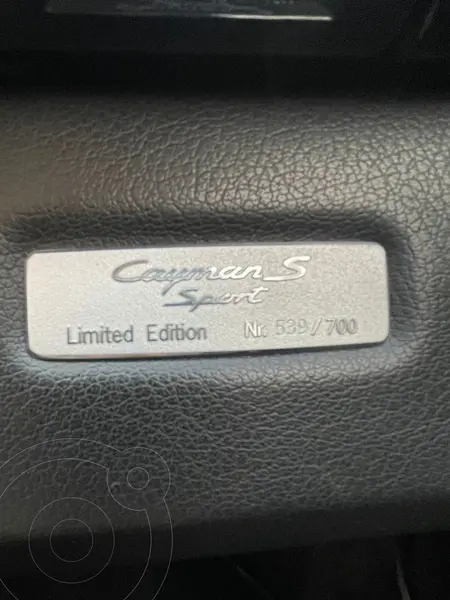 Cayman S
Sport
Limited Edition Nr. 539/700